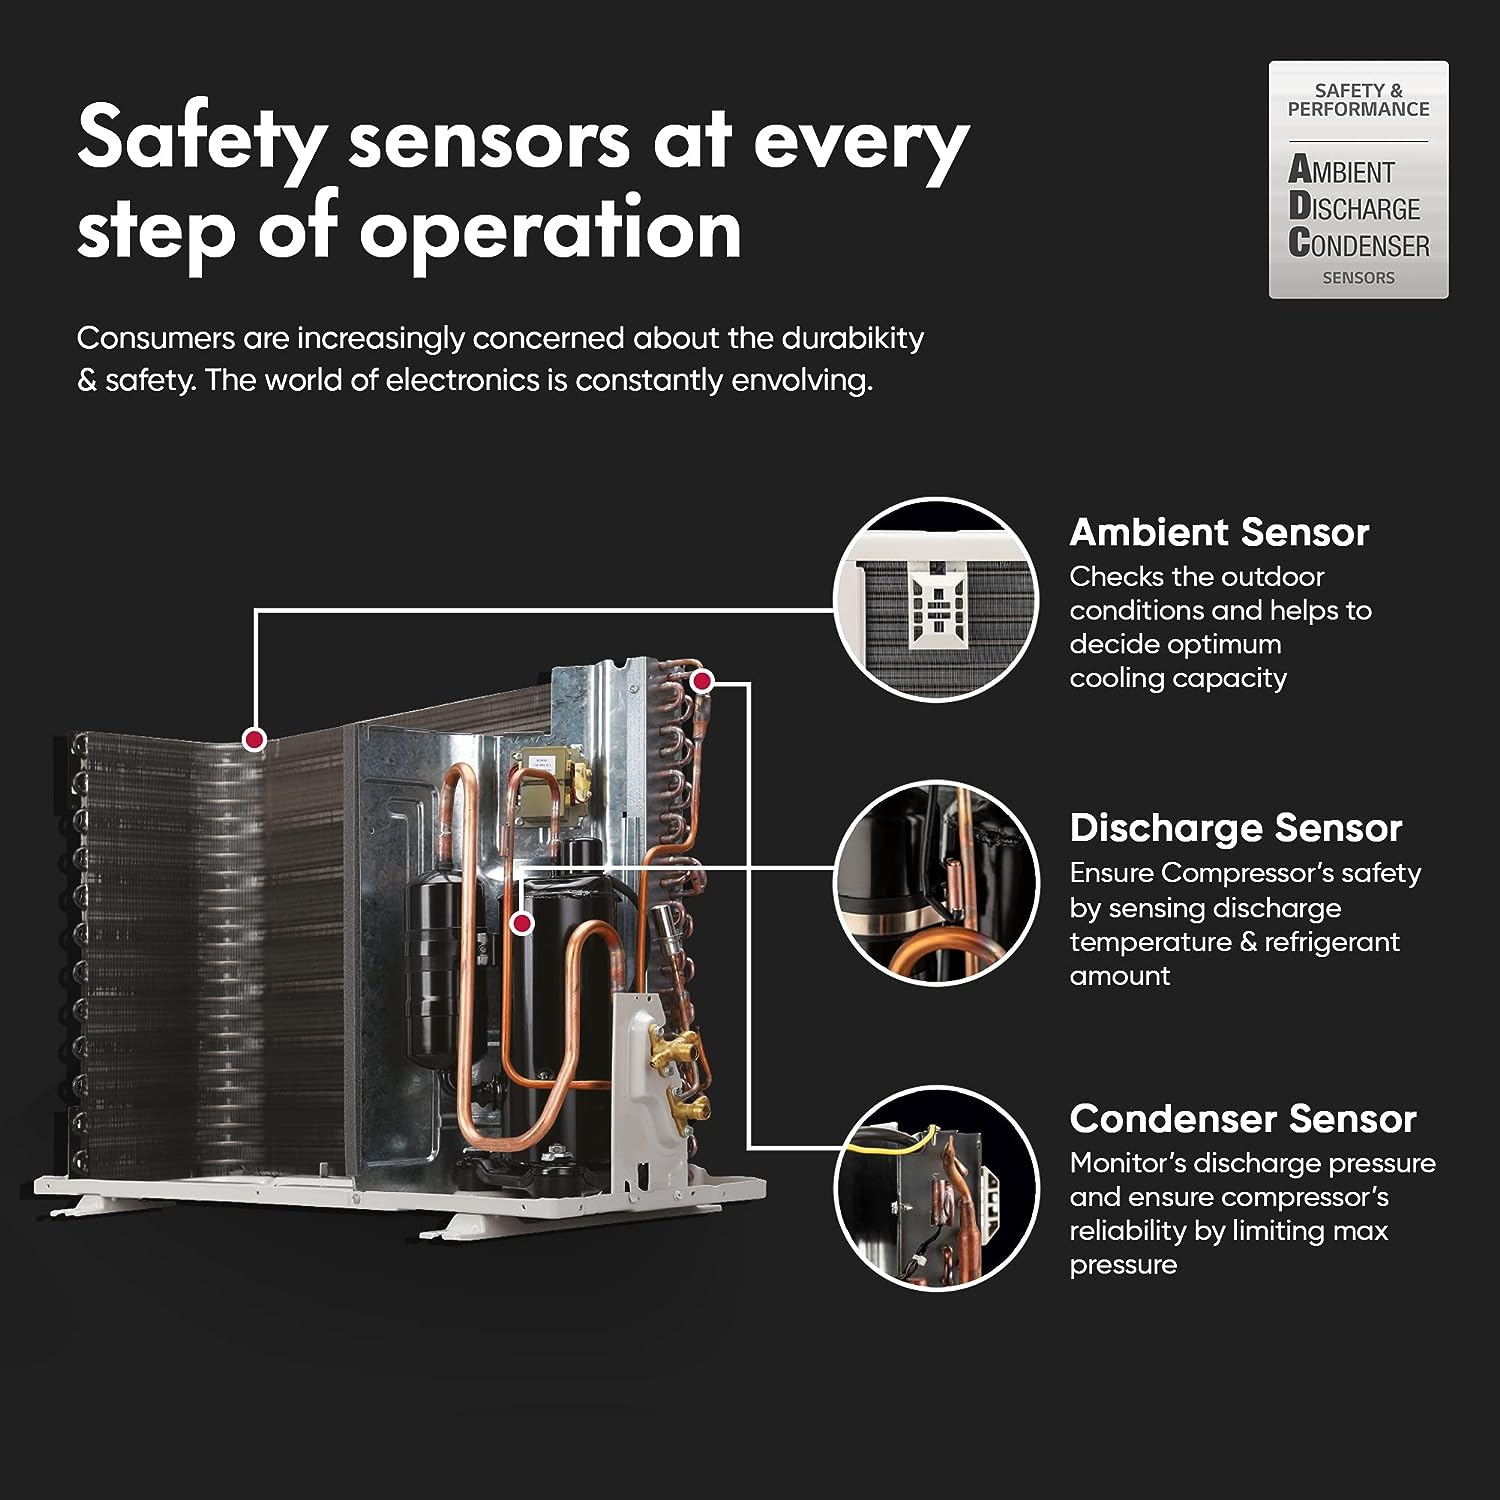 Safety sensors at every
step of operation
Consumers are increasingly concerned about the durabikity
& safety. The world of electronics is constantly envolving.
SAFETY &
PERFORMANCE
AMBIENT
DISCHARGE
CONDENSER
SENSORS
Ambient Sensor
Checks the outdoor
conditions and helps to
decide optimum
cooling capacity
Discharge Sensor
Ensure Compressor's safety
by sensing discharge
temperature & refrigerant
amount
Condenser Sensor
Monitor's discharge pressure
and ensure compressor's
reliability by limiting max
pressure